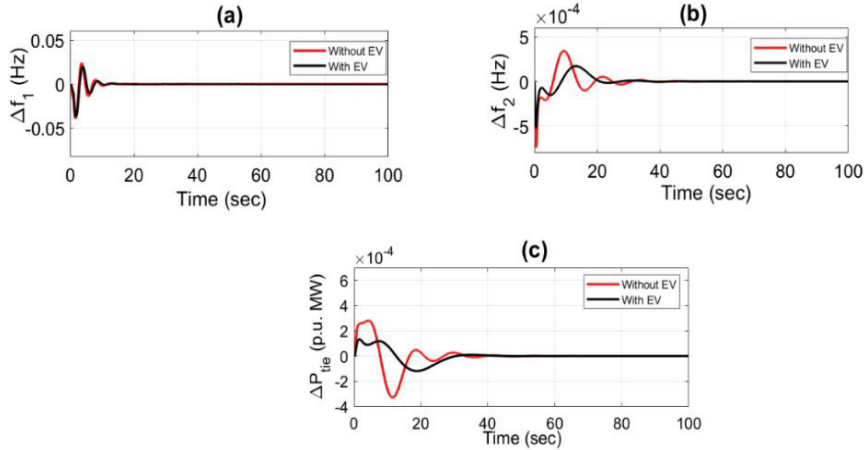 (a)
0.05
0
-0.05
Δf1 (Hz)
Without EV
With EV
0 20 40 60 80 100
Time (sec)
(b)
×10-4
5
0
-5
Δf2 (Hz)
Without EV
With EV
0 20 40 60 80 100
Time (sec)
(c)
×10-4
6
4
2
0
-2
-4
ΔPtie (p.u. MW)
Without EV
With EV
0 20 40 60 80 100
Time (sec)